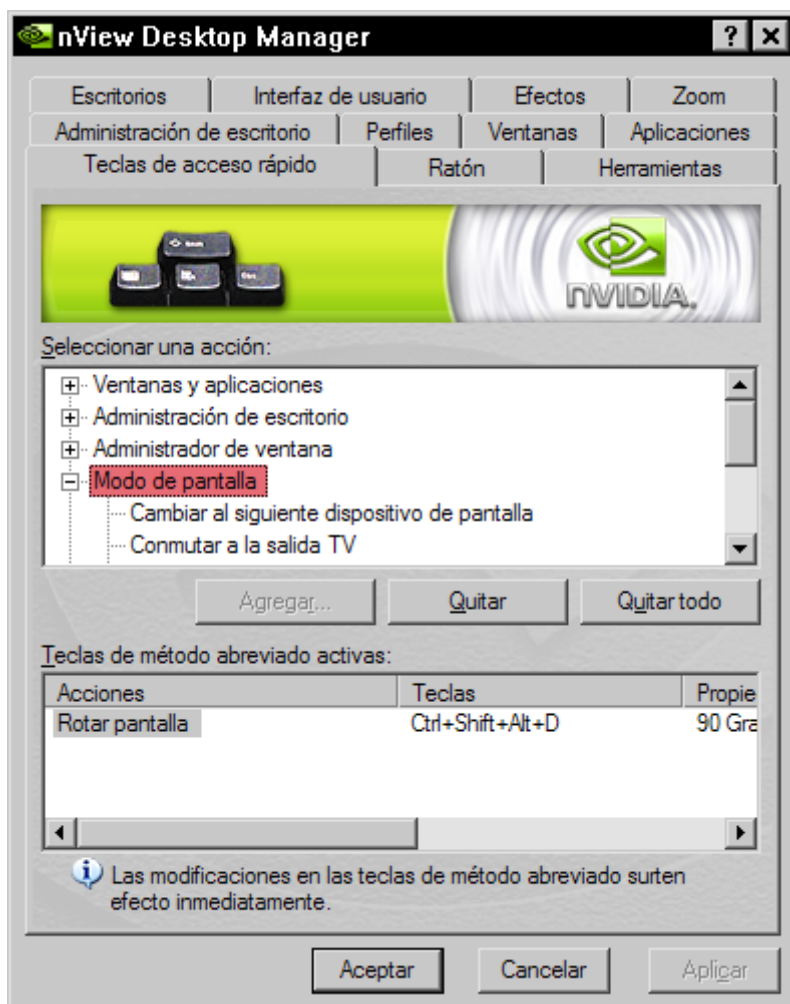 nView Desktop Manager
Escritorios Interfaz de usuario Efectos Zoom
Administración de escritorio Perfiles Ventanas Aplicaciones
Teclas de acceso rápido Ratón Herramientas
nVIDIA.
Seleccionar una acción:
Ventanas y aplicaciones
Administración de escritorio
Administrador de ventana
Modo de pantalla
Cambiar al siguiente dispositivo de pantalla
Conmutar a la salida TV
Agregar... Quitar Quitar todo
Teclas de método abreviado activas:
Acciones Teclas Propie
Rotar pantalla Ctrl+Shift+Alt+D 90 Gra
Las modificaciones en las teclas de método abreviado surten
efecto inmediatamente.
Aceptar Cancelar Aplicar